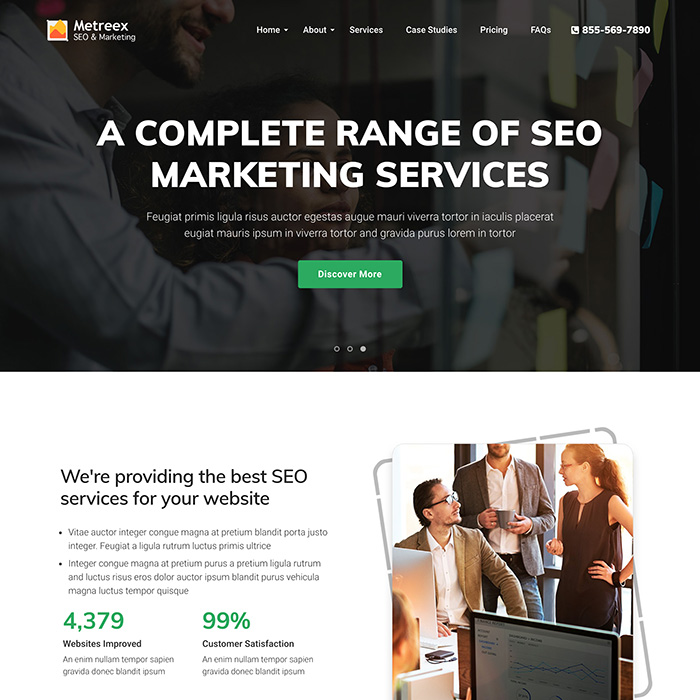 Metreex
SEO & Marketing
Home About Services Case Studies Pricing FAQs 855-569-7890
A COMPLETE RANGE OF SEO
MARKETING SERVICES
Feugiat primis ligula risus auctor egestas augue mauri viverra tortor in iaculis placerat
eugiat mauris ipsum in viverra tortor and gravida purus lorem in tortor
Discover More
We're providing the best SEO
services for your website
Vitae auctor integer congue magna at pretium blandit porta justo
integer. Feugiat a ligula rutrum luctus primis ultrice
Integer congue magna at pretium purus a pretium ligula rutrum
and luctus risus eros dolor auctor ipsum blandit purus vehicula
magna luctus tempor quisque
4,379 99%
Websites Improved Customer Satisfaction
An enim nullam tempor sapien An enim nullam tempor sapien
gravida donec blandit ipsum gravida donec blandit ipsum